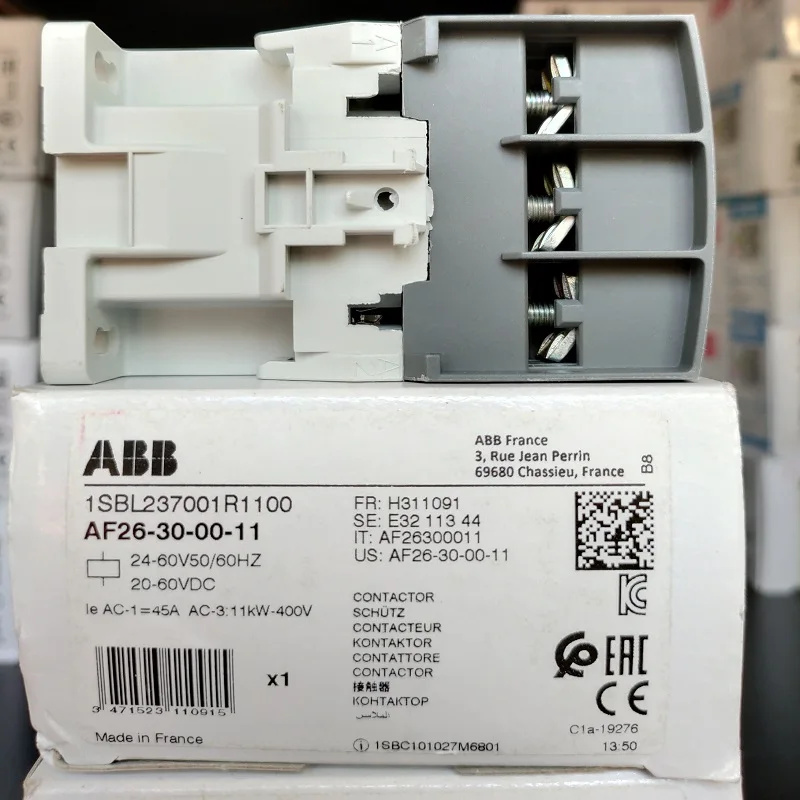 ABB
ABB France
3, Rue Jean Perrin
69680 Chassieu, France
B8
1SBL237001R1100
AF26-30-00-11
24-60V50/60HZ
20-60VDC
Ie AC-1=45A AC-3:11kW-400V
FR: H311091
SE: E32 113 44
IT: AF26300011
US: AF26-30-00-11
CONTACTOR
SCHÜTZ
CONTACTEUR
KONTAKTOR
CONTATTORE
CONTACTOR
接触器
КОНТАКТОР
x1
3 471523 110915
EAC
CE
Made in France
1SBC101027M6801
C1a-19276
13:50